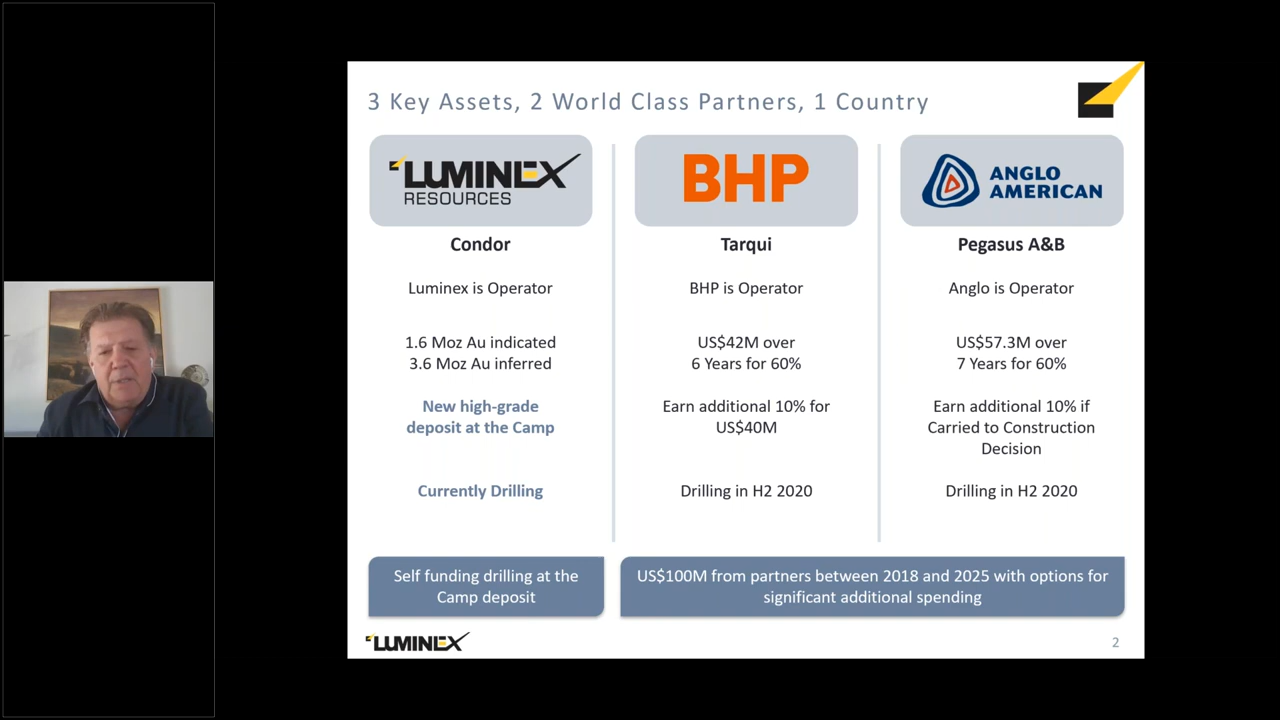 3 Key Assets, 2 World Class Partners, 1 Country
LUMINEX
RESOURCES
Condor
Luminex is Operator
1.6 Moz Au indicated
3.6 Moz Au inferred
New high-grade
deposit at the Camp
Currently Drilling
Self funding drilling at the
Camp deposit
BHP
Tarqui
BHP is Operator
US$42M over
6 Years for 60%
Earn additional 10% for
US$40M
Drilling in H2 2020
ANGLO
AMERICAN
Pegasus A&B
Anglo is Operator
US$57.3M over
7 Years for 60%
Earn additional 10% if
Carried to Construction
Decision
Drilling in H2 2020
US$100M from partners between 2018 and 2025 with options for
significant additional spending
LUMINEX
2